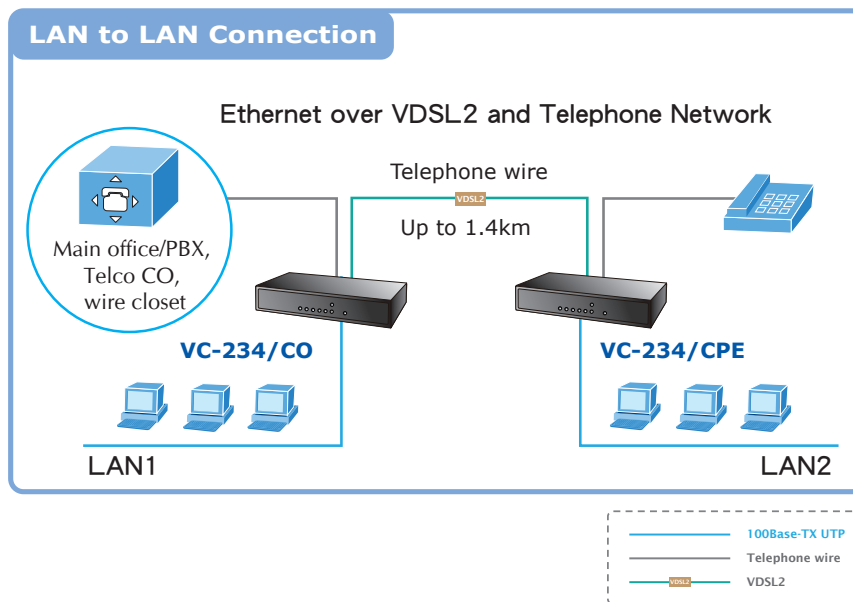 LAN to LAN Connection
Ethernet over VDSL2 and Telephone Network
Telephone wire
VDSL2
Up to 1.4km
Main office/PBX,
Telco CO,
wire closet
VC-234/CO
VC-234/CPE
LAN1
LAN2
100Base-TX UTP
Telephone wire
VDSL2
VDSL2